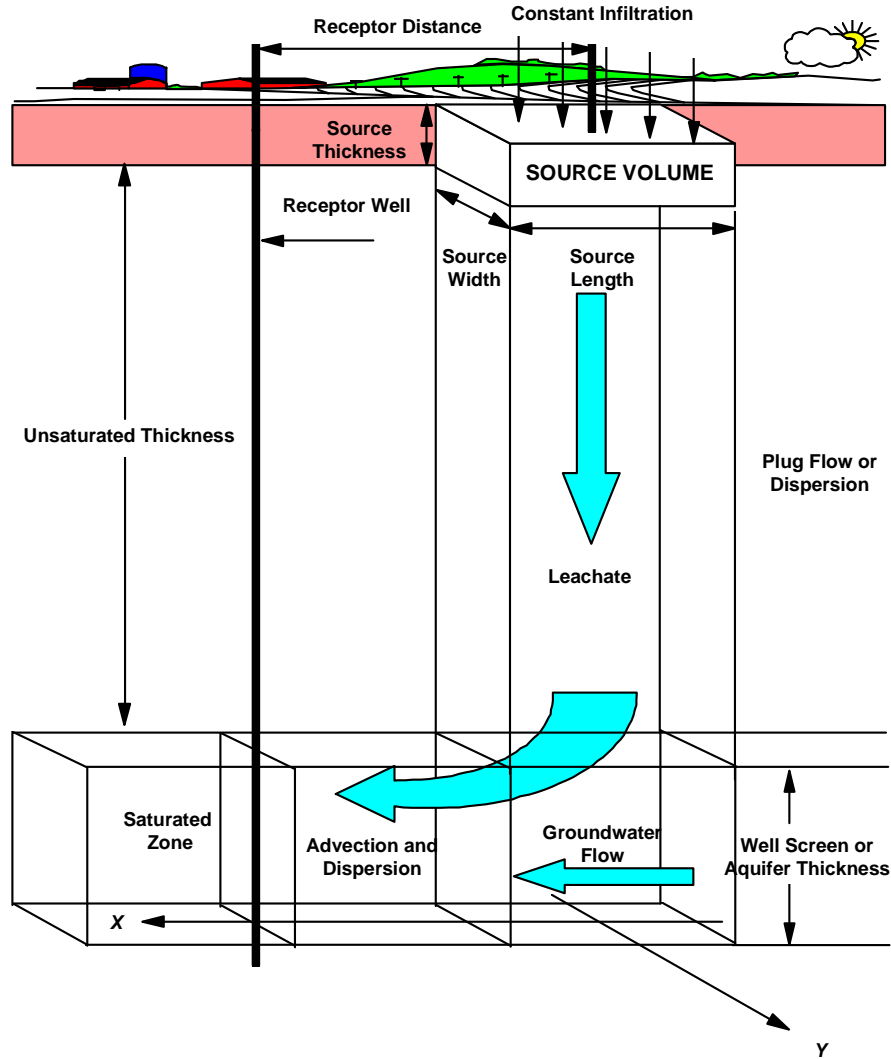 Receptor Distance
Constant Infiltration
Source
Thickness
SOURCE VOLUME
Receptor Well
Source
Width
Source
Length
Unsaturated Thickness
Plug Flow or
Dispersion
Leachate
Saturated
Zone
Advection and
Dispersion
Groundwater
Flow
Well Screen or
Aquifer Thickness
X
Y